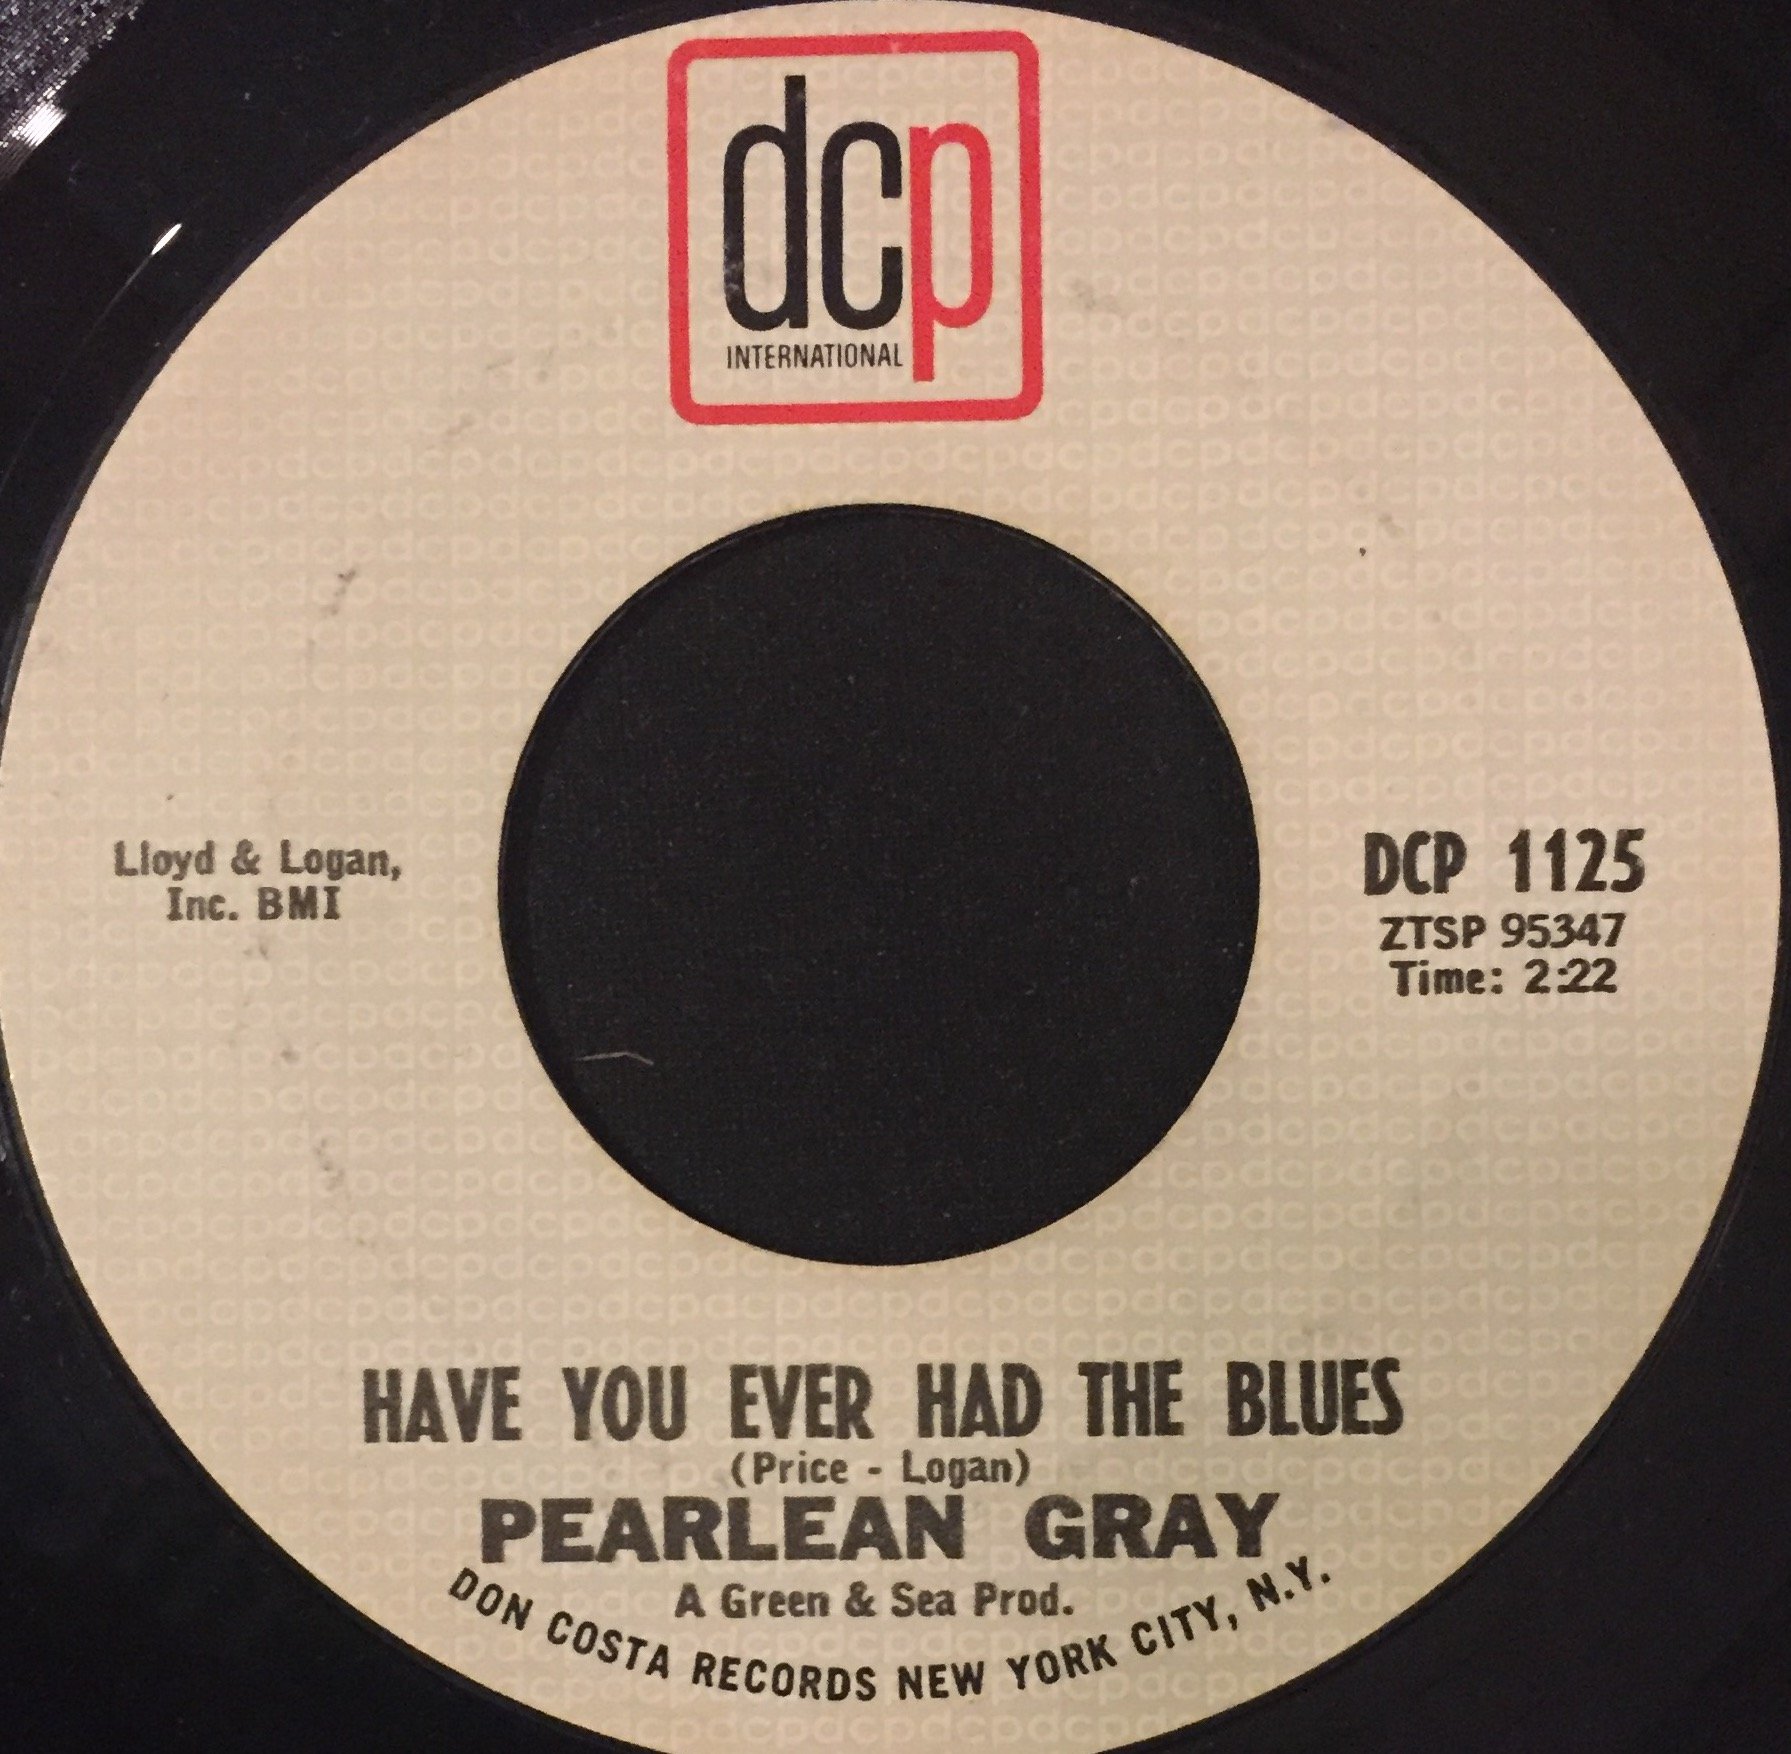 dcp
INTERNATIONAL
Lloyd & Logan,
Inc. BMI
DCP 1125
ZTSP 95347
Time: 2:22
HAVE YOU EVER HAD THE BLUES
(Price - Logan)
PEARLEAN GRAY
A Green & Sea Prod.
DON COSTA RECORDS NEW YORK CITY, N.Y.